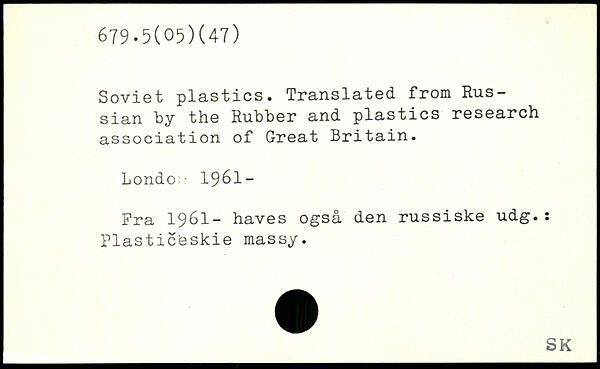 679.5(05)(47)
Soviet plastics. Translated from Rus-
sian by the Rubber and plastics research
association of Great Britain.
London 1961-
Fra 1961- haves også den russiske udg.:
Plastičeskie massy.
SK